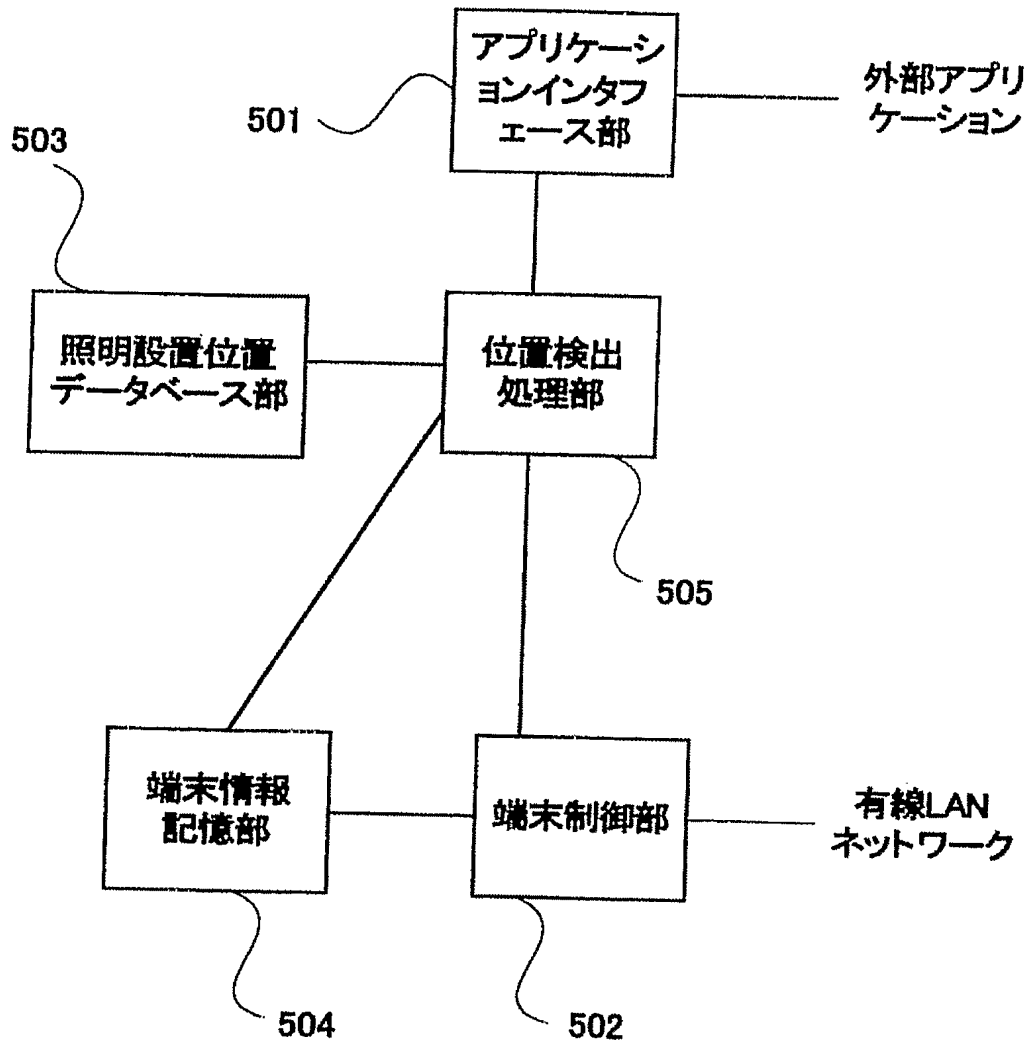 アプリケーシ
ョンインタフ
ェース部
外部アプリ
ケーション
501
503
照明設置位置
データベース部
位置検出
処理部
505
端末情報
記憶部
端末制御部
有線LAN
ネットワーク
504
502